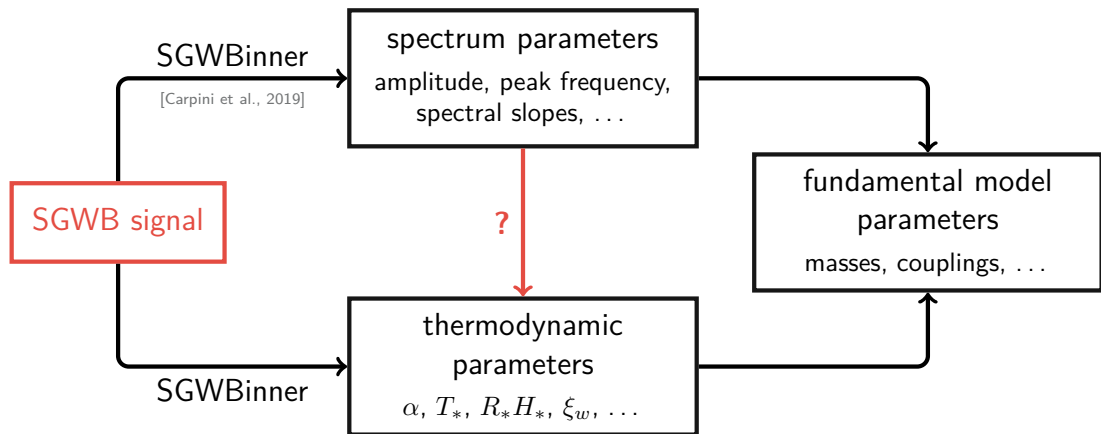 SGWBinner
[Carpini et al., 2019]
spectrum parameters
amplitude, peak frequency,
spectral slopes, …
SGWB signal
?
fundamental model
parameters
masses, couplings, …
thermodynamic
parameters
α, T∗, R∗H∗, ξw, …
SGWBinner